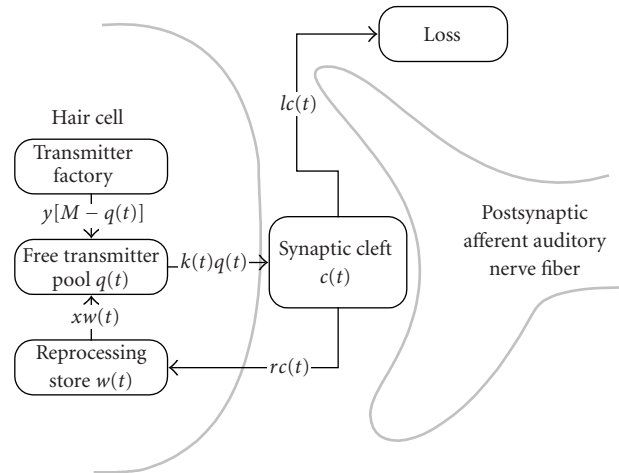 Loss
lc(t)
Hair cell
Transmitter
factory
y[M − q(t)]
Free transmitter
pool q(t)
k(t)q(t)
Synaptic cleft
c(t)
Postsynaptic
afferent auditory
nerve fiber
xw(t)
Reprocessing
store w(t)
rc(t)